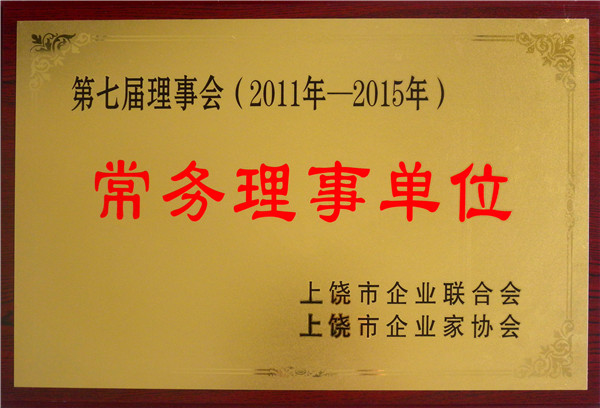 第七届理事会（2011年—2015年）
常务理事单位
上饶市企业联合会
上饶市企业家协会